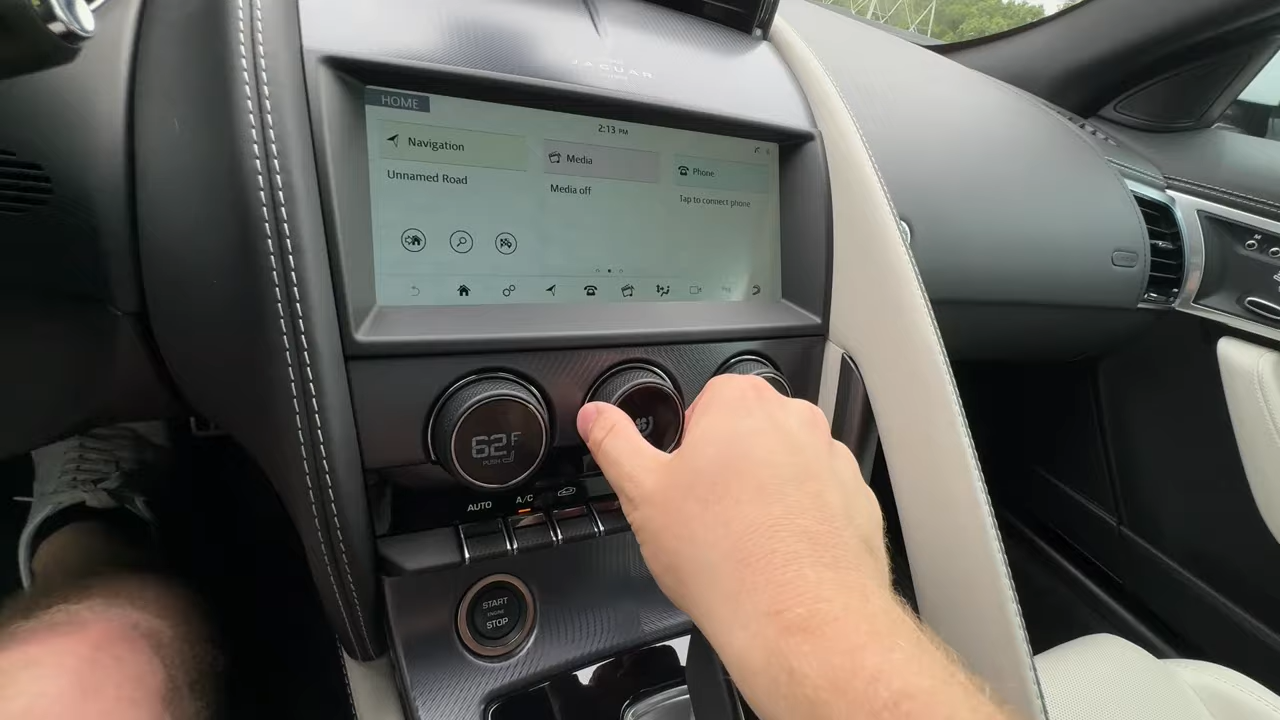 JAGUAR
HOME
2:13 PM
Navigation
Media
Phone
Unnamed Road
Media off
Tap to connect phone
62 F
PUSH
AUTO
A/C
START
ENGINE
STOP
M